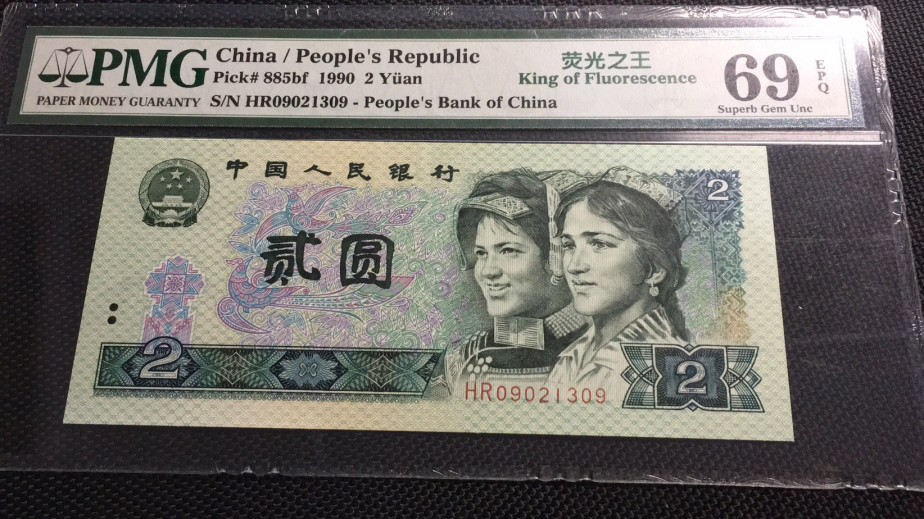 PMG
PAPER MONEY GUARANTY
China / People's Republic
Pick# 885bf 1990 2 Yüan
S/N HR09021309 - People's Bank of China
荧光之王
King of Fluorescence
69
EPQ
Superb Gem Unc
中国人民银行
贰圆
2
2
HR09021309
2